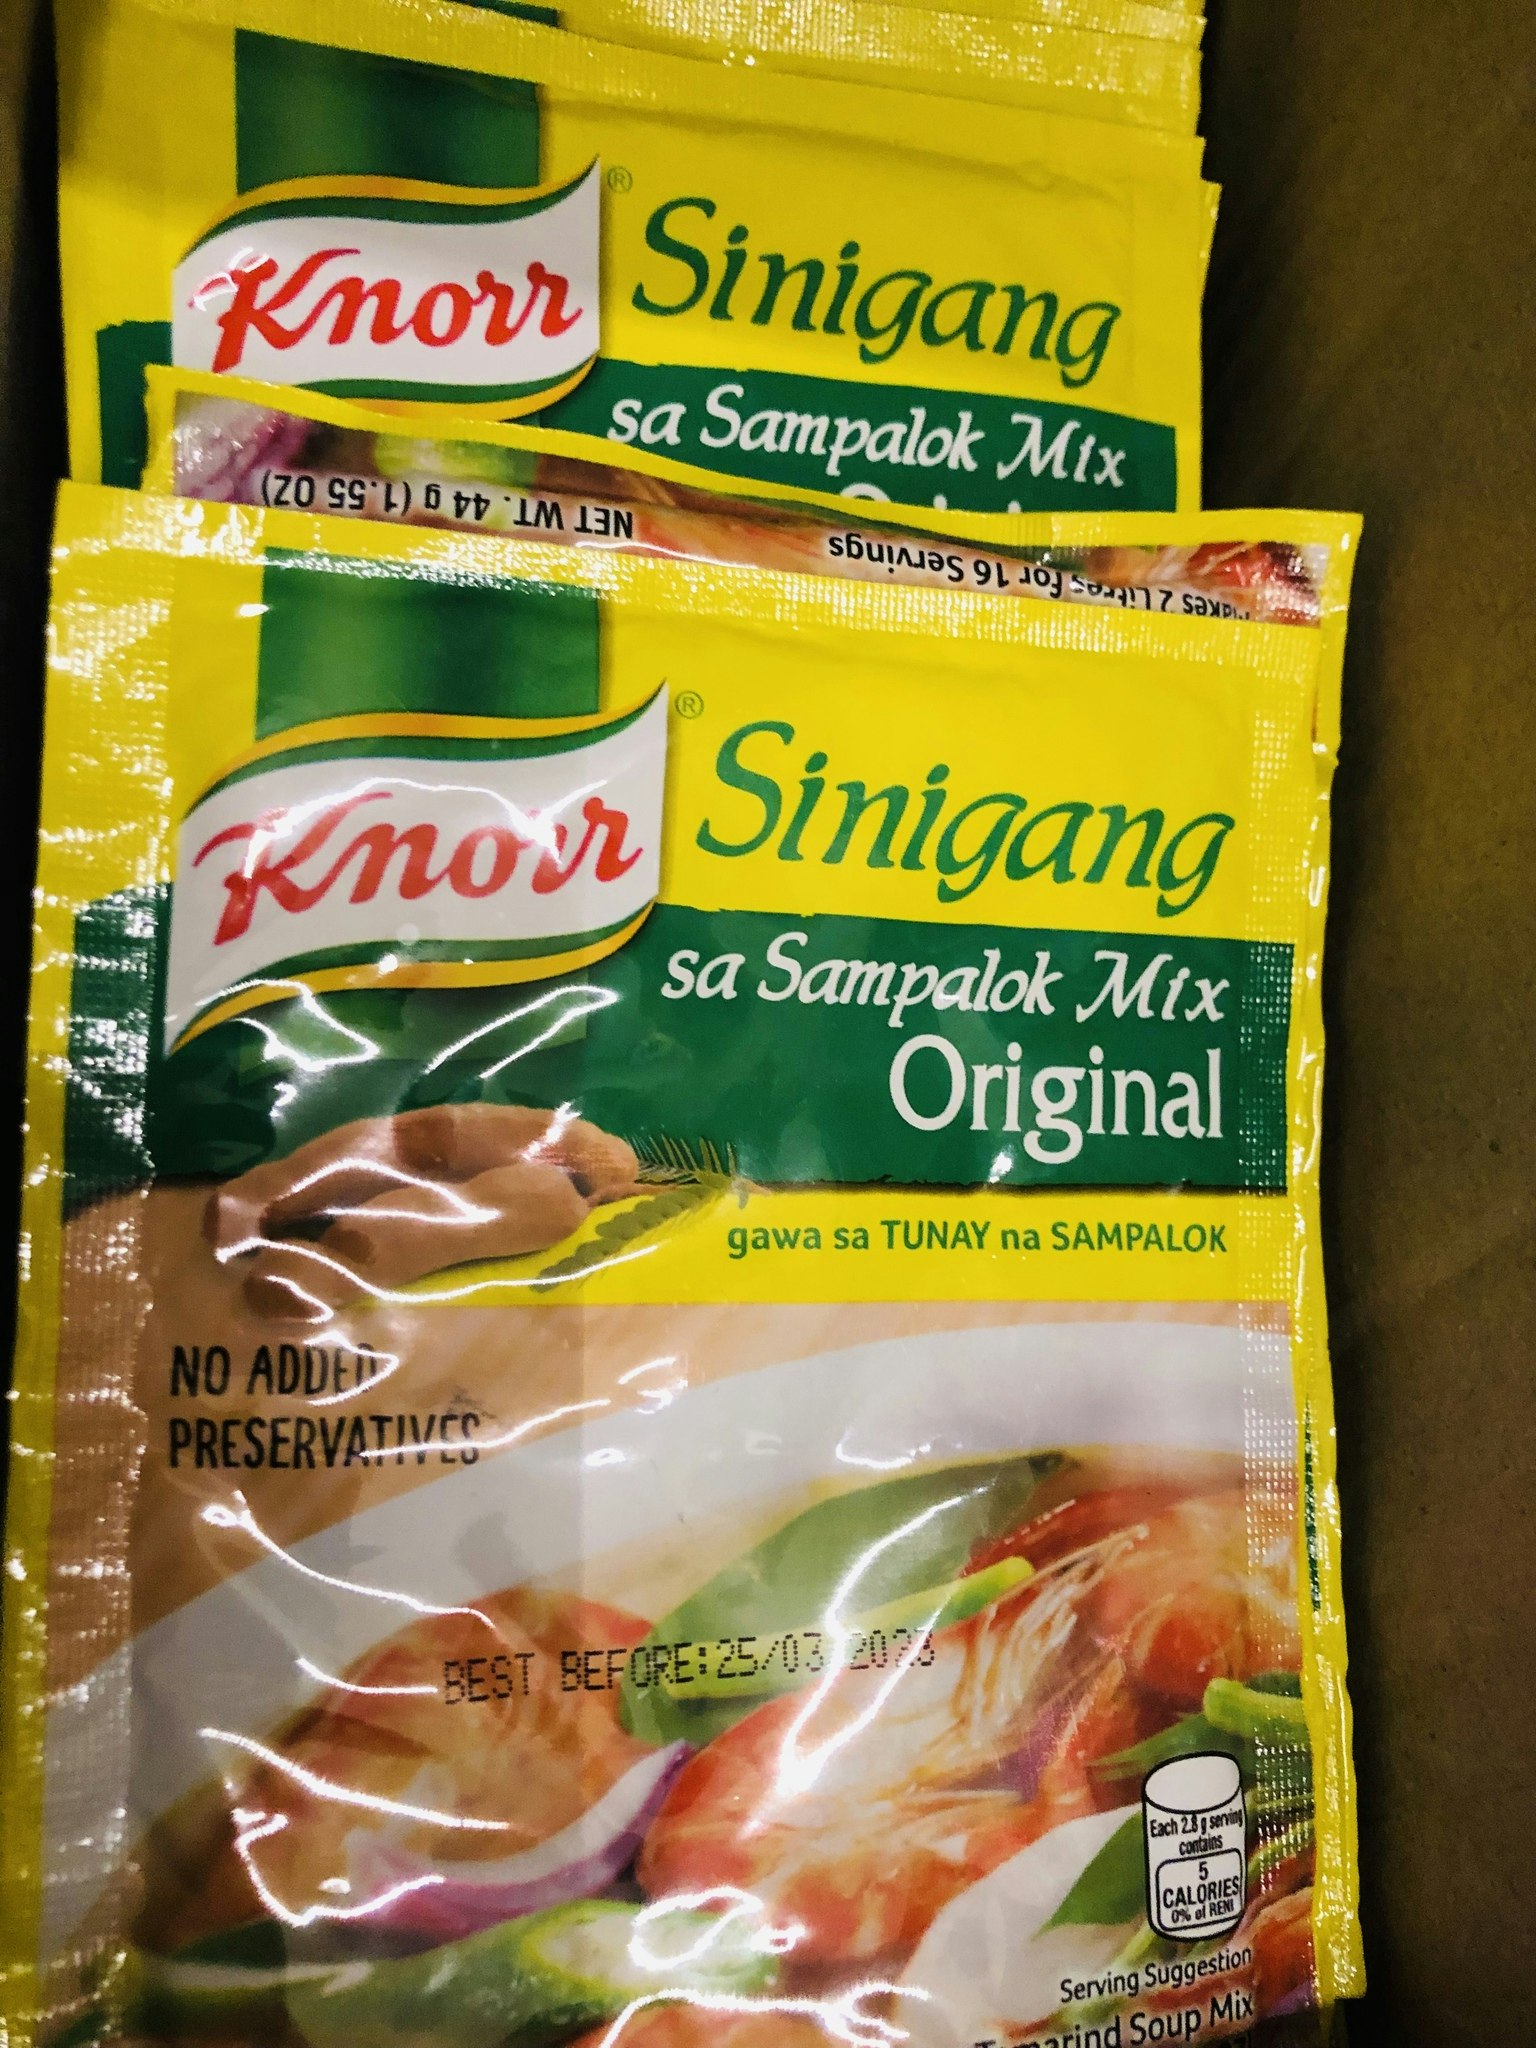 Knorr®
Sinigang
sa Sampalok Mix
NET WT. 44 g (1.55 OZ)
Makes 2 Litres for 16 Servings
Knorr®
Sinigang
sa Sampalok Mix
Original
gawa sa TUNAY na SAMPALOK
NO ADDED
PRESERVATIVES
BEST BEFORE:25/03 2023
Each 2.8 g serving
contains
5
CALORIES
0% of RENI
Serving Suggestion
Tamarind Soup Mix